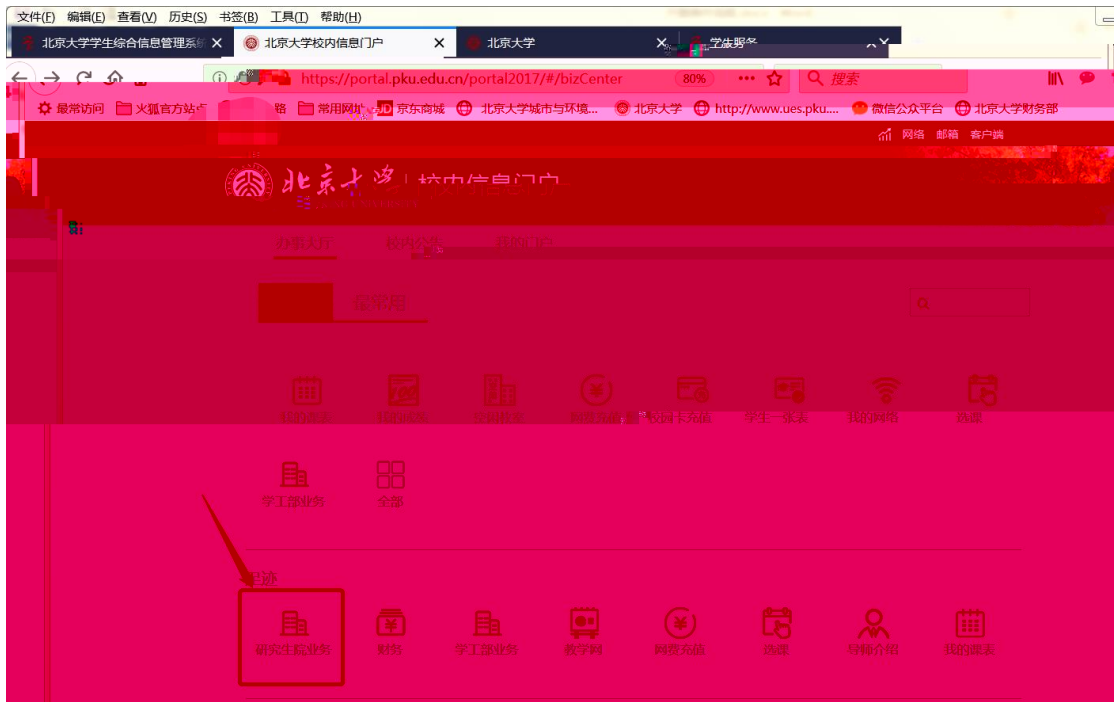 文件(F) 编辑(E) 查看(V) 历史(S) 书签(B) 工具(T) 帮助(H)
北京大学学生综合信息管理系统 北京大学校内信息门户 北京大学
https://portal.pku.edu.cn/portal2017/#/bizCenter 80% 搜索
最常访问 火狐官方站点 常用网址 JD 京东商城 北京大学城市与环境... 北京大学 http://www.ues.pku.... 微信公众平台 北京大学财务部
网络 邮箱 客户端
北京大学 校内信息门户
办事大厅 校内公告 我的门户
最常用
我的课表 校园卡充值 学生一张表 我的网络 选课
学工部业务 全部
足迹
研究生院业务 财务 学工部业务 教学网 网费充值 选课 导师介绍 我的课表